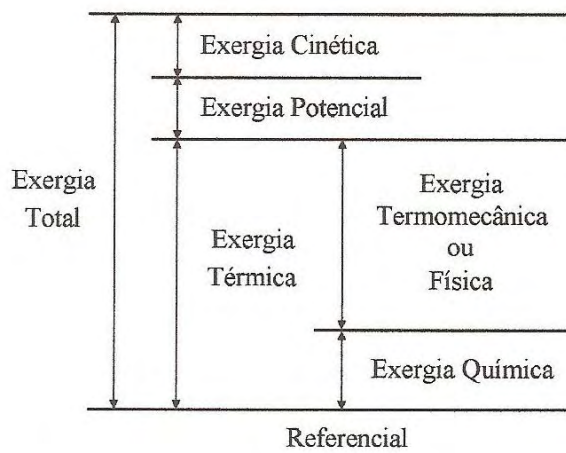 Exergia Cinética
Exergia Potencial
Exergia
Total
Exergia
Térmica
Exergia
Termomecânica
ou
Física
Exergia Química
Referencial